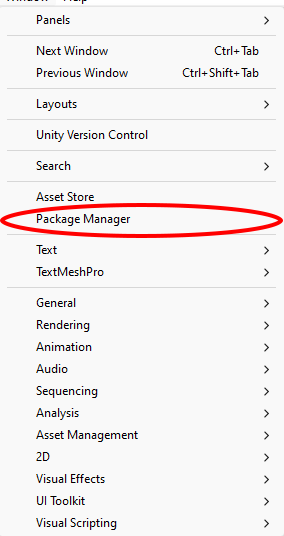 Window Help
Panels
Next Window Ctrl+Tab
Previous Window Ctrl+Shift+Tab
Layouts
Unity Version Control
Search
Asset Store
Package Manager
Text
TextMeshPro
General
Rendering
Animation
Audio
Sequencing
Analysis
Asset Management
2D
Visual Effects
UI Toolkit
Visual Scripting